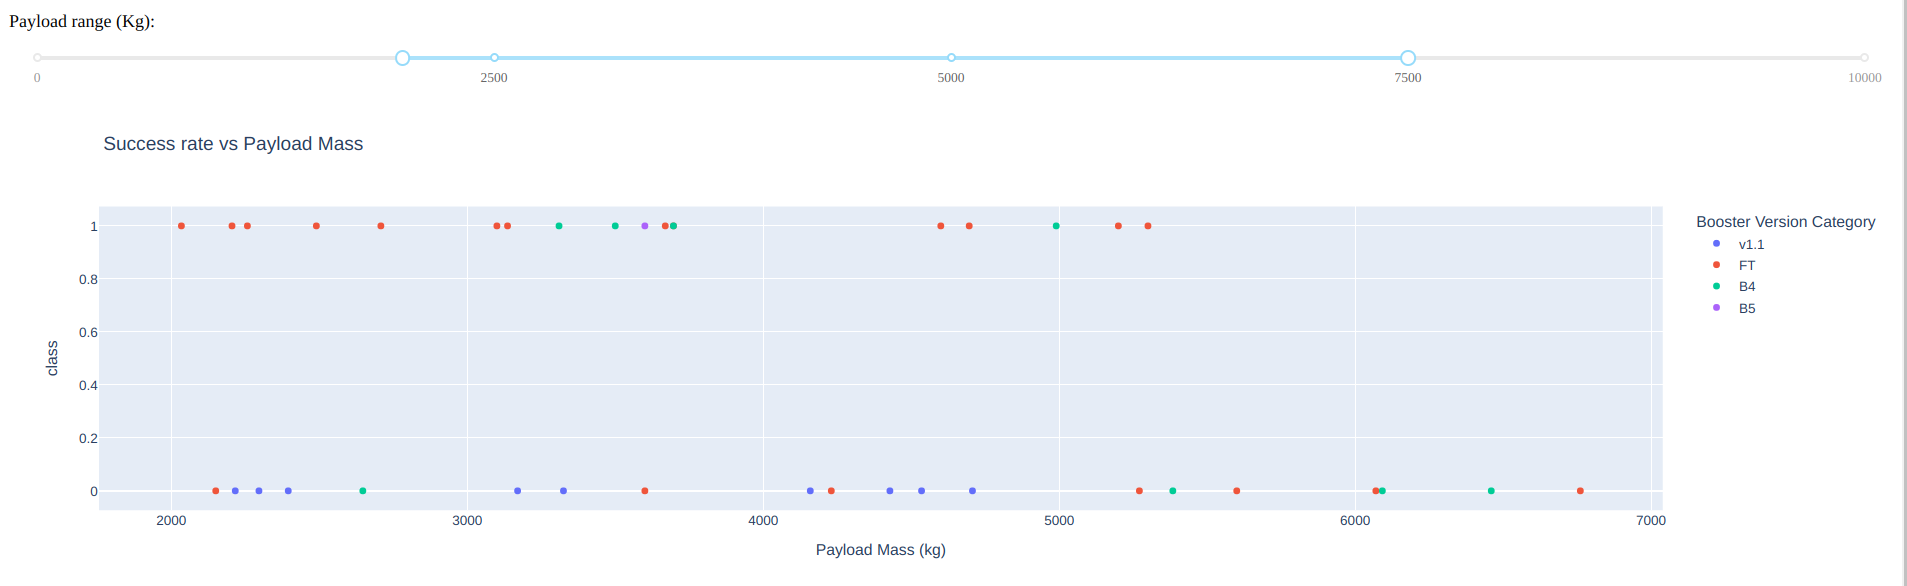 Payload range (Kg):
0 2500 5000 7500 10000
Success rate vs Payload Mass
Booster Version Category
v1.1
FT
B4
B5
1
0.8
0.6
0.4
0.2
0
class
2000 3000 4000 5000 6000 7000
Payload Mass (kg)